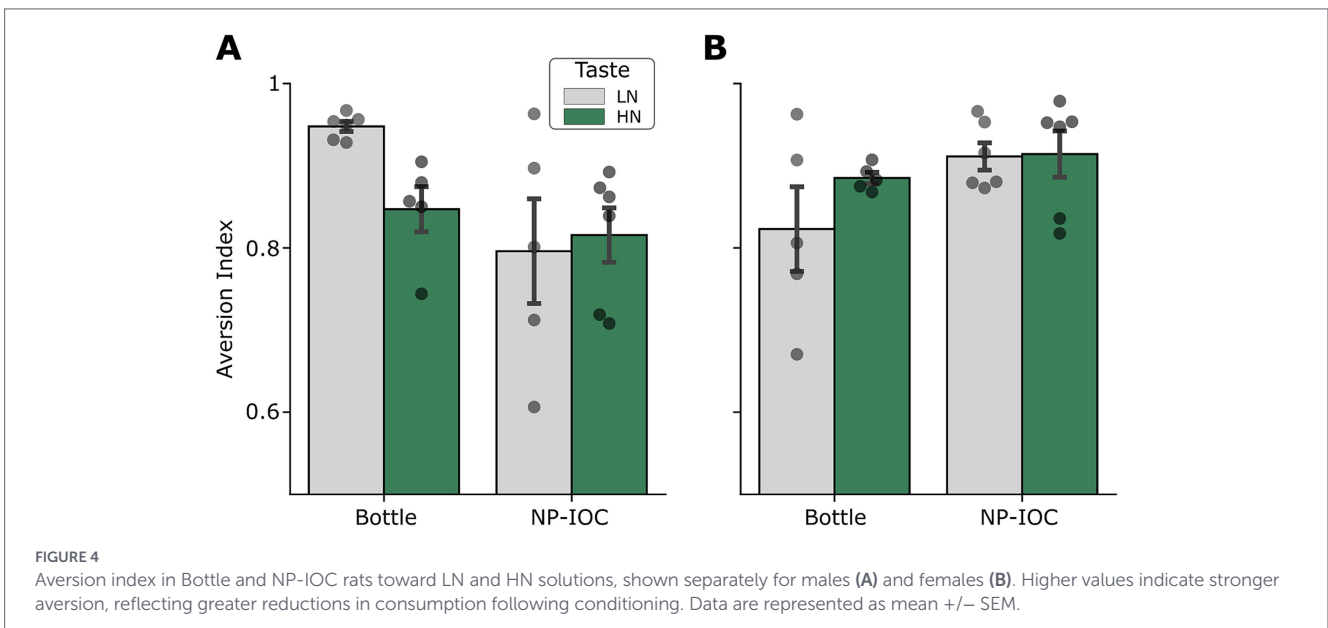 A
B
Taste
LN
HN
1
0.8
0.6
Aversion Index
Bottle
NP-IOC
Bottle
NP-IOC
FIGURE 4
Aversion index in Bottle and NP-IOC rats toward LN and HN solutions, shown separately for males (A) and females (B). Higher values indicate stronger
aversion, reflecting greater reductions in consumption following conditioning. Data are represented as mean +/− SEM.